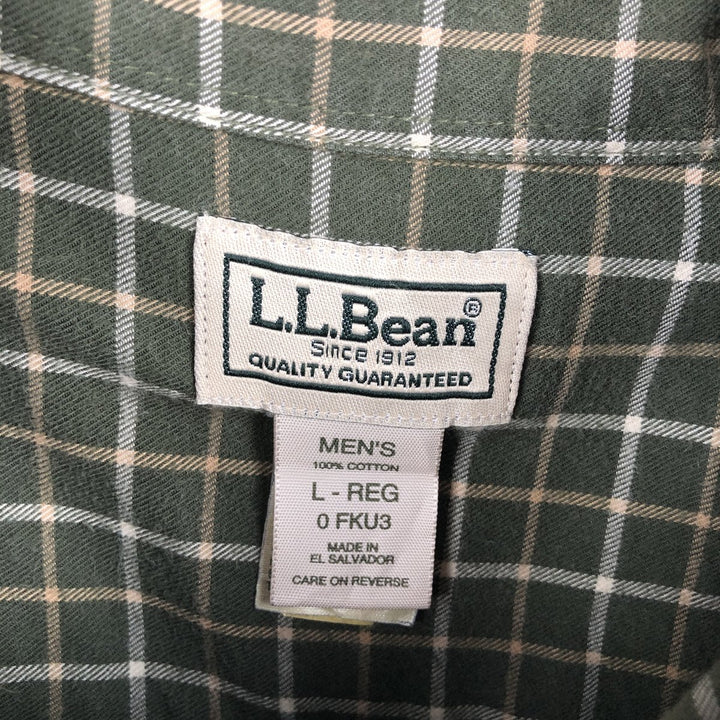 L.L.Bean®
Since 1912
QUALITY GUARANTEED
MEN'S
100% COTTON
L - REG
0 FKU3
MADE IN
EL SALVADOR
CARE ON REVERSE